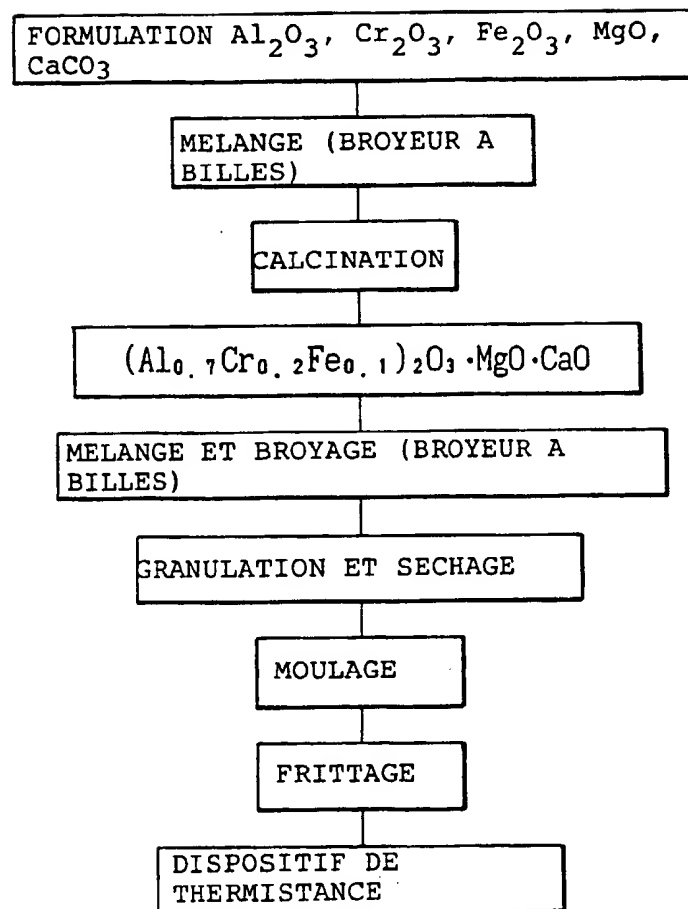 FORMULATION Al₂O₃, Cr₂O₃, Fe₂O₃, MgO,
CaCO₃
MELANGE (BROYEUR A
BILLES)
CALCINATION
(Al₀.₇Cr₀.₂Fe₀.₁)₂O₃·MgO·CaO
MELANGE ET BROYAGE (BROYEUR A
BILLES)
GRANULATION ET SECHAGE
MOULAGE
FRITTAGE
DISPOSITIF DE
THERMISTANCE